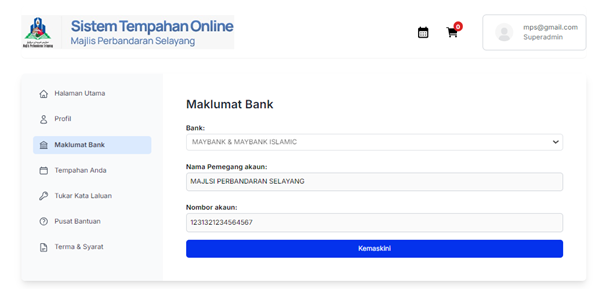 Sistem Tempahan Online
Majlis Perbandaran Selayang
0
mps@gmail.com
Superadmin
Halaman Utama
Profil
Maklumat Bank
Tempahan Anda
Tukar Kata Laluan
Pusat Bantuan
Terma & Syarat
Maklumat Bank
Bank:
MAYBANK & MAYBANK ISLAMIC
Nama Pemegang akaun:
MAJLSI PERBANDARAN SELAYANG
Nombor akaun:
1231321234564567
Kemaskini